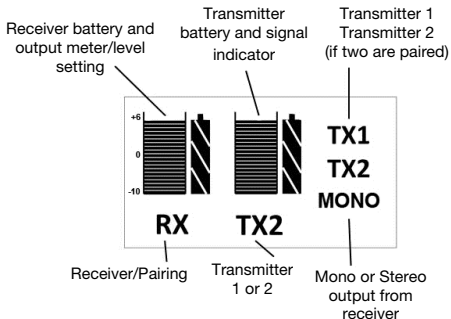 Receiver battery and
output meter/level
setting
Transmitter
battery and signal
indicator
Transmitter 1
Transmitter 2
(if two are paired)
+6
0
-10
TX1
TX2
MONO
RX
TX2
Receiver/Pairing
Transmitter
1 or 2
Mono or Stereo
output from
receiver